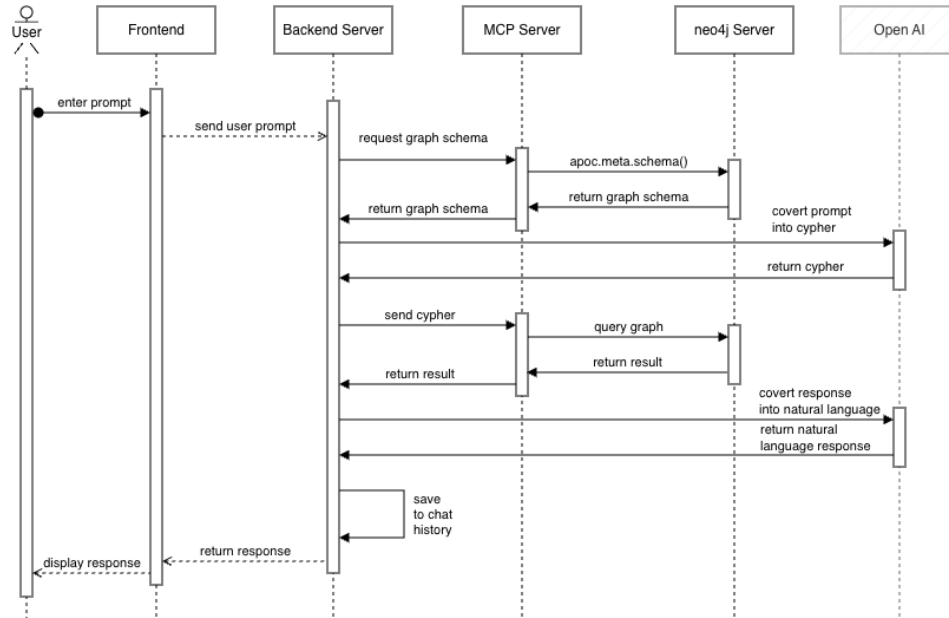 User
Frontend
Backend Server
MCP Server
neo4j Server
Open AI
enter prompt
send user prompt
request graph schema
apoc.meta.schema()
return graph schema
return graph schema
covert prompt
into cypher
return cypher
send cypher
query graph
return result
return result
covert response
into natural language
return natural
language response
save
to chat
history
return response
display response